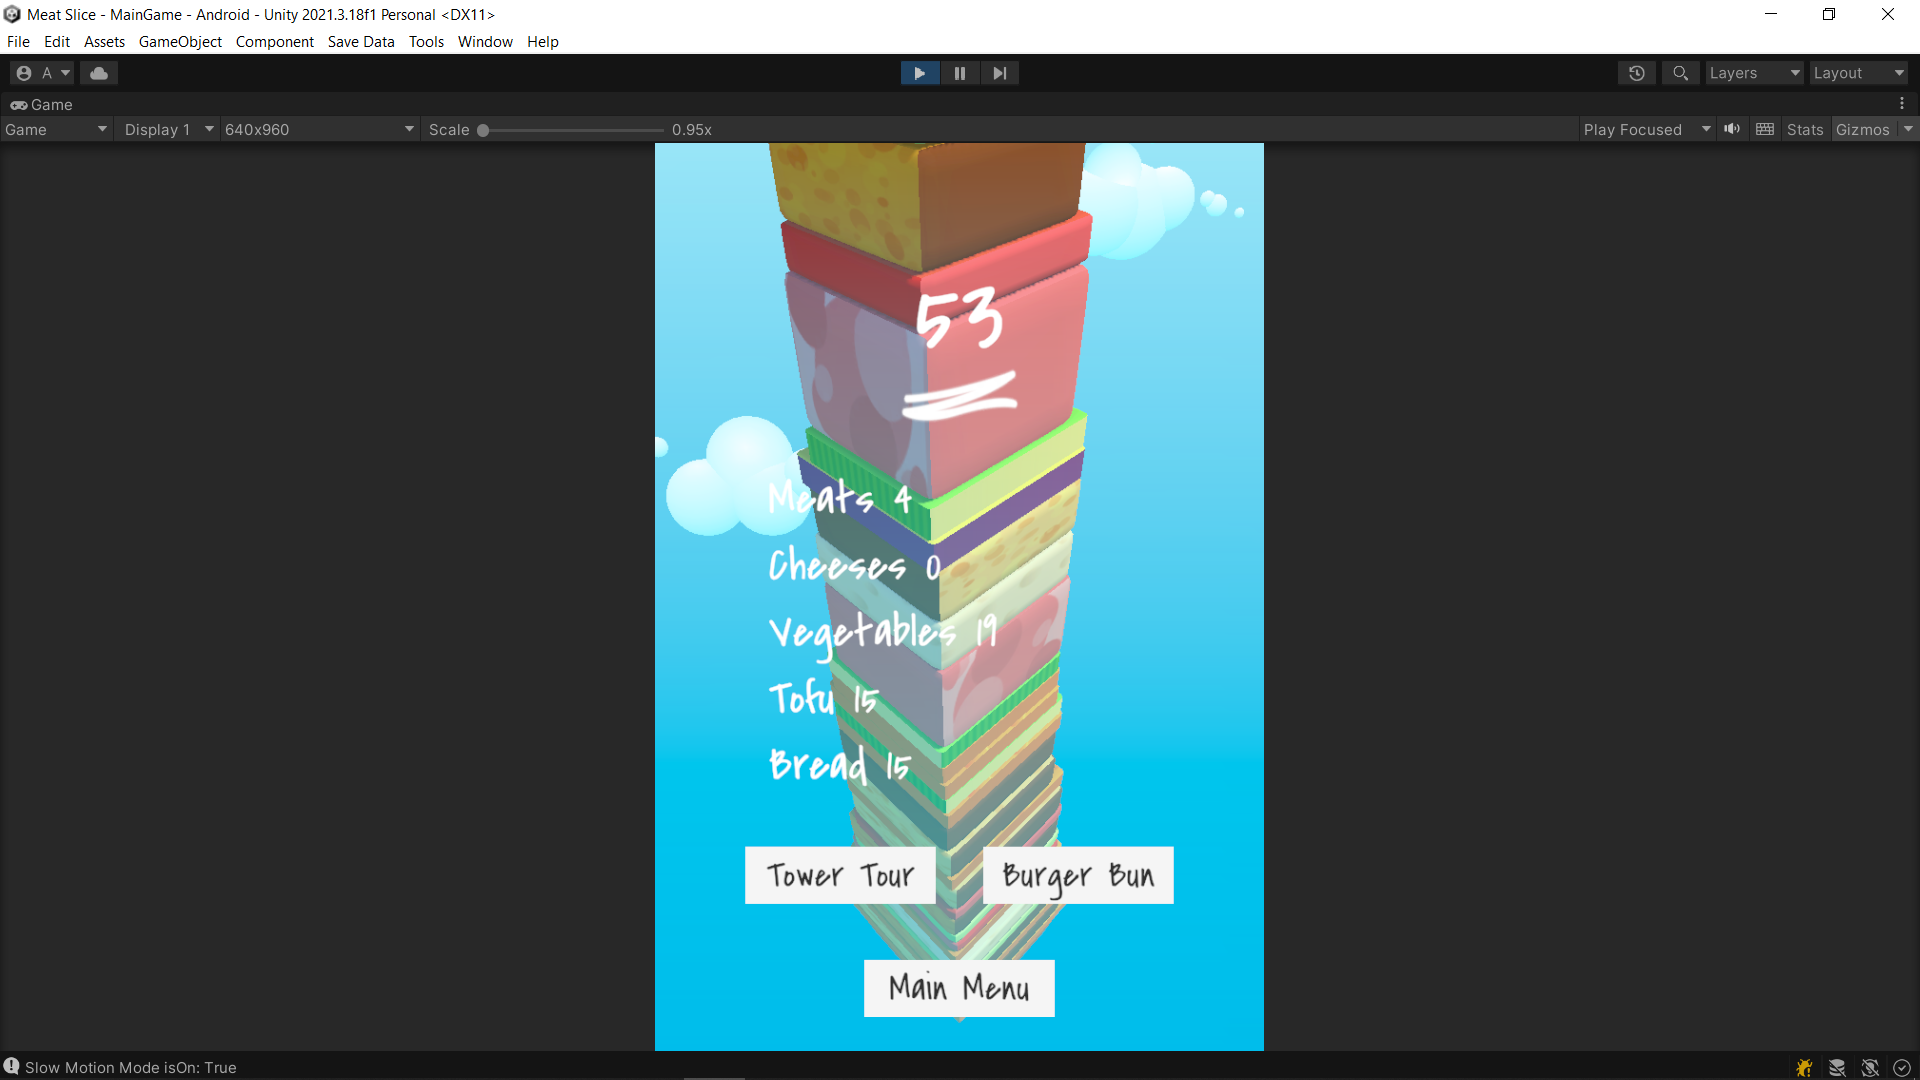 Meat Slice - MainGame - Android - Unity 2021.3.18f1 Personal <DX11>
File Edit Assets GameObject Component Save Data Tools Window Help
A Layers Layout
Game
Game Display 1 640x960 Scale 0.95x Play Focused Stats Gizmos
53
Meats 4
Cheeses 0
Vegetables 19
Tofu 15
Bread 15
Tower Tour Burger Bun
Main Menu
Slow Motion Mode isOn: True